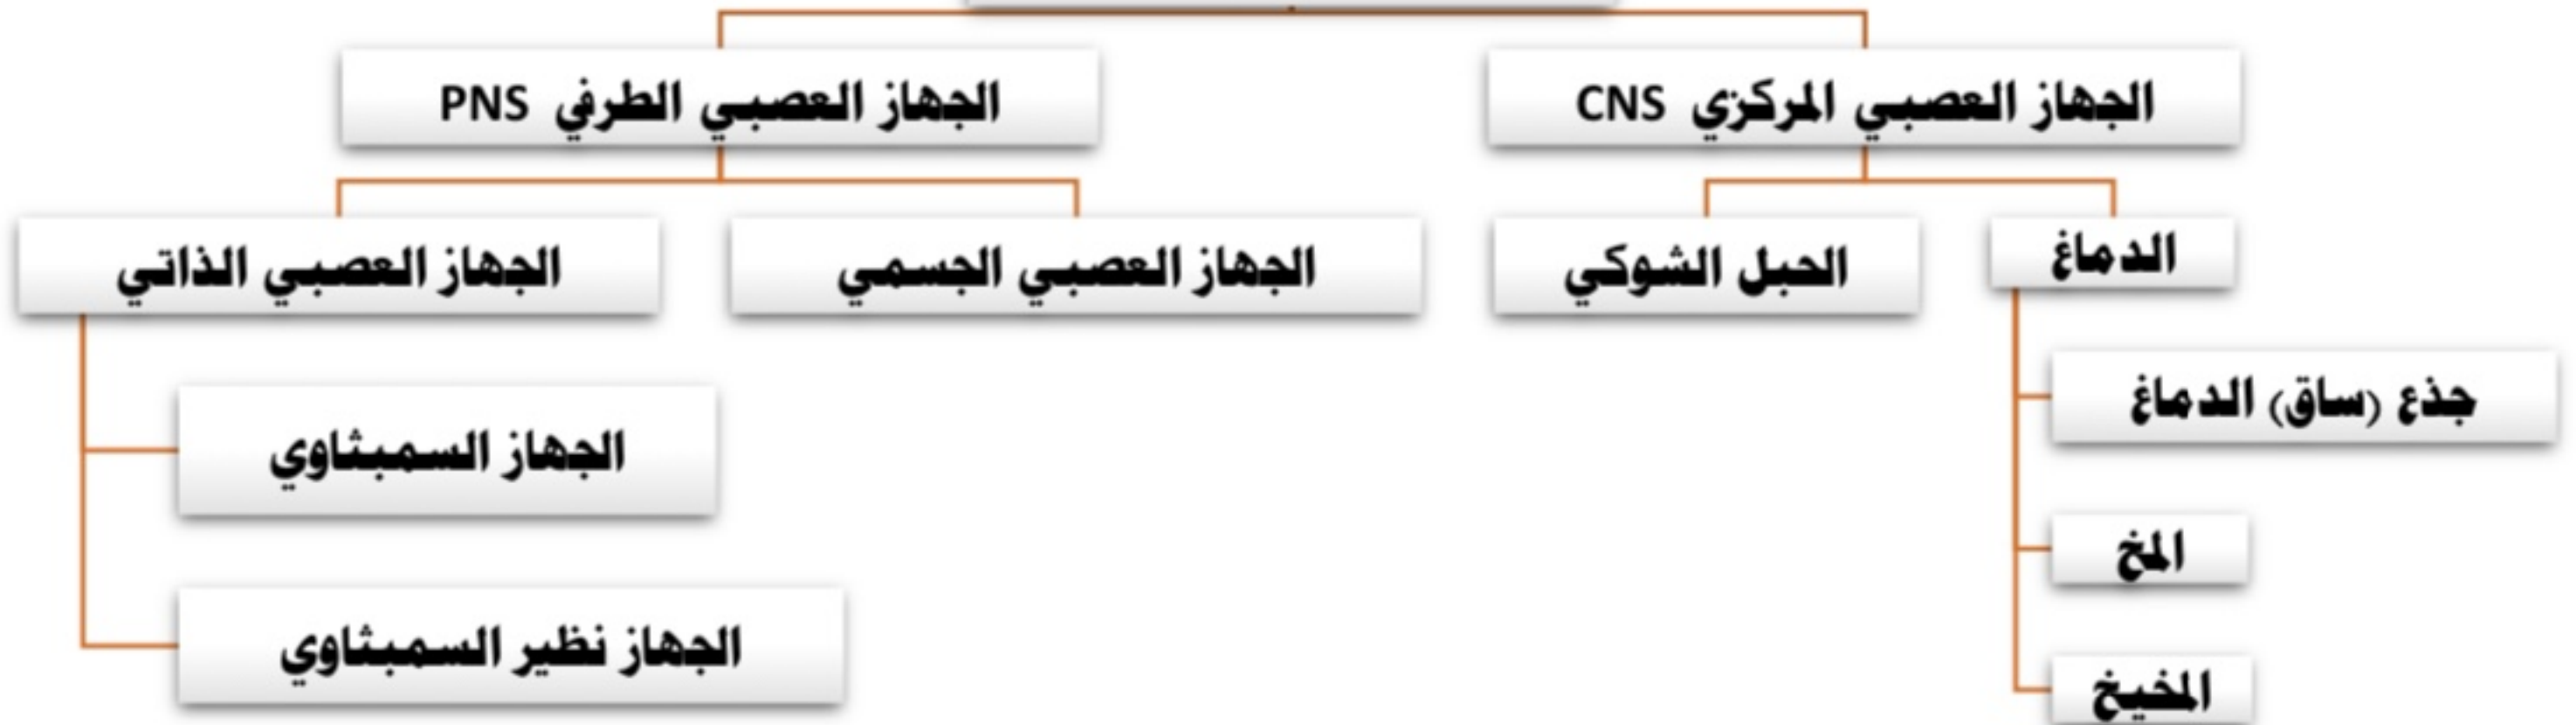 الجهاز العصبي المركزي CNS
الجهاز العصبي الطرفي PNS
الدماغ
الحبل الشوكي
الجهاز العصبي الجسمي
الجهاز العصبي الذاتي
جذع (ساق) الدماغ
المخ
المخيخ
الجهاز السمبثاوي
الجهاز نظير السمبثاوي